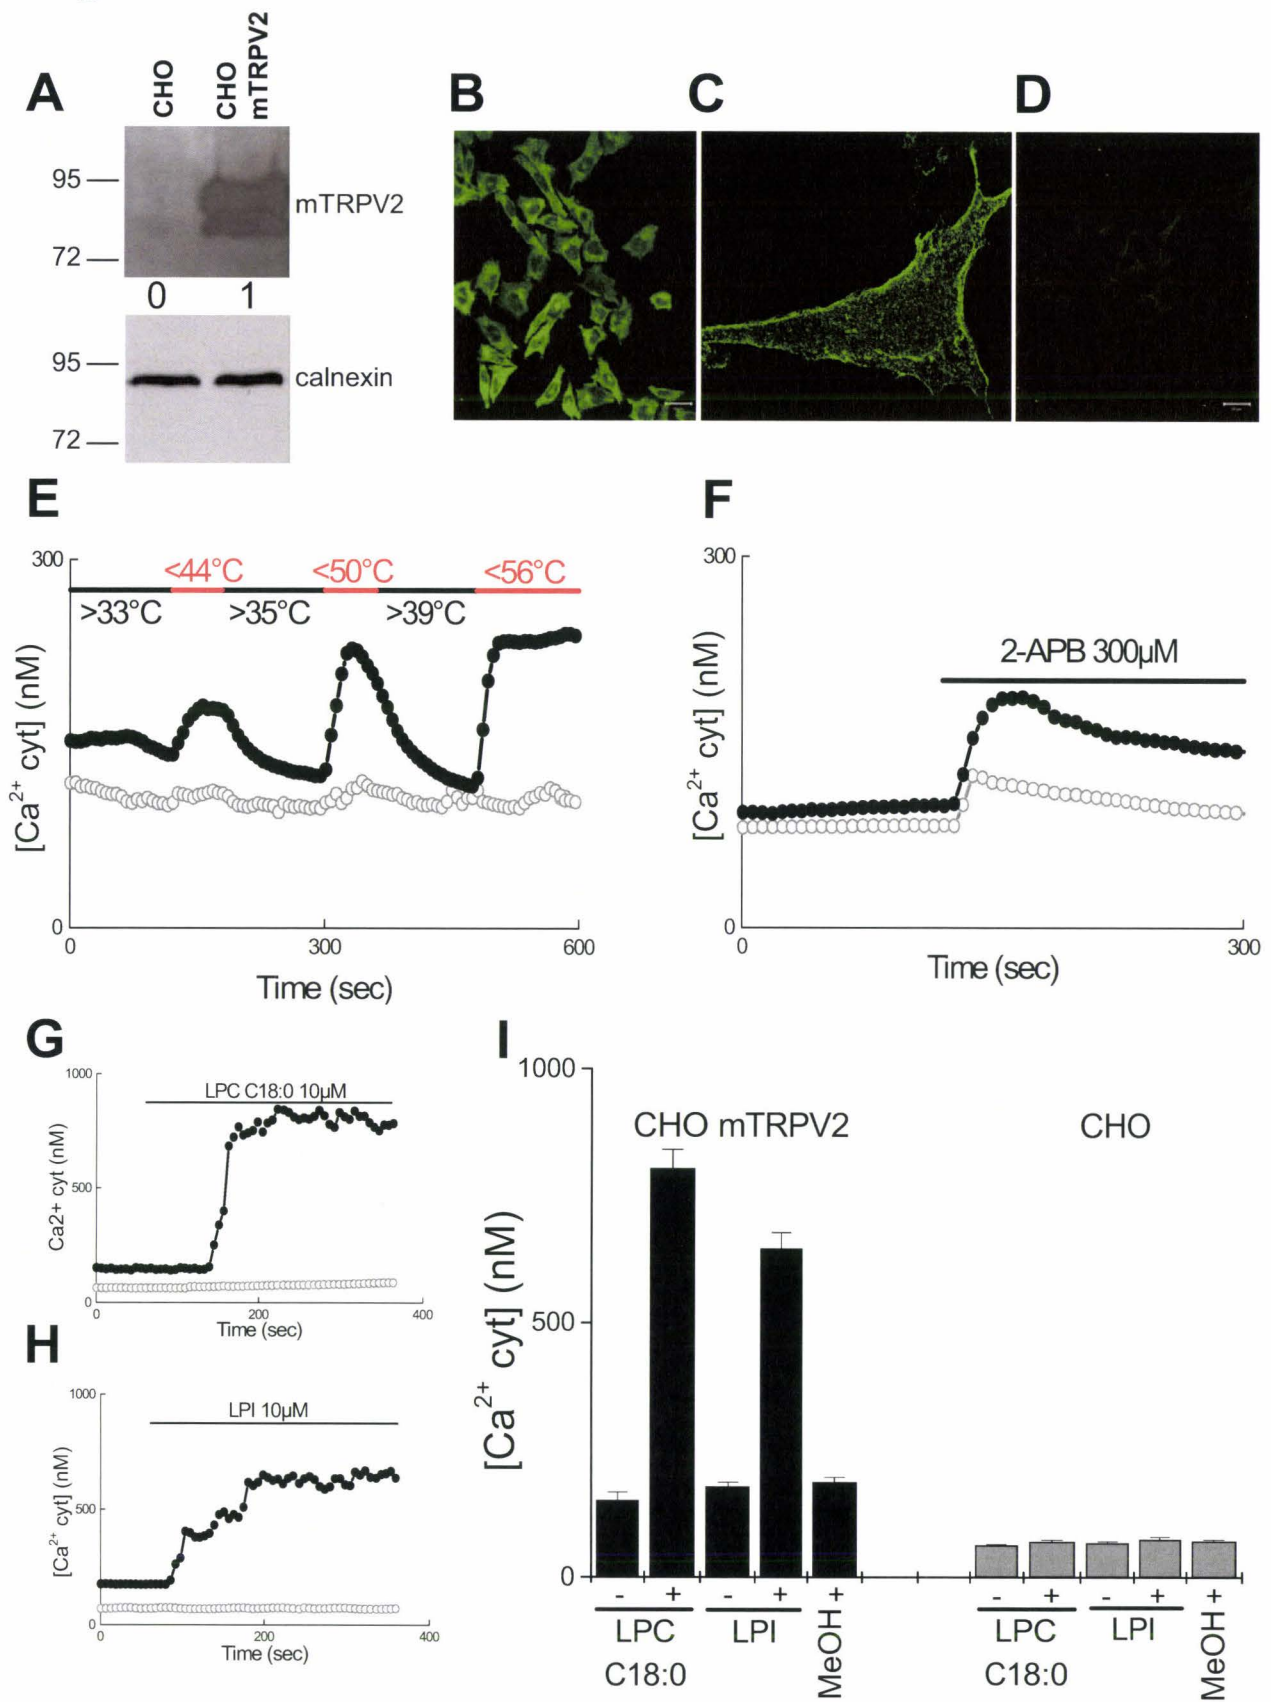 A
CHO
CHO
mTRPV2
95
mTRPV2
72
0 1
95
calnexin
72
B
C
D
E
300
<44°C
<50°C
<56°C
>33°C
>35°C
>39°C
[Ca2+ cyt] (nM)
0
0
300
600
Time (sec)
F
300
2-APB 300µM
[Ca2+ cyt] (nM)
0
0
300
Time (sec)
G
1000
LPC C18:0 10µM
Ca2+ cyt (nM)
500
0
0
200
400
Time (sec)
H
1000
LPI 10µM
[Ca2+ cyt] (nM)
500
0
0
200
400
Time (sec)
I
1000
CHO mTRPV2
CHO
[Ca2+ cyt] (nM)
500
0
- + - + + - + - + +
LPC
C18:0
LPI
MeOH
LPC
C18:0
LPI
MeOH